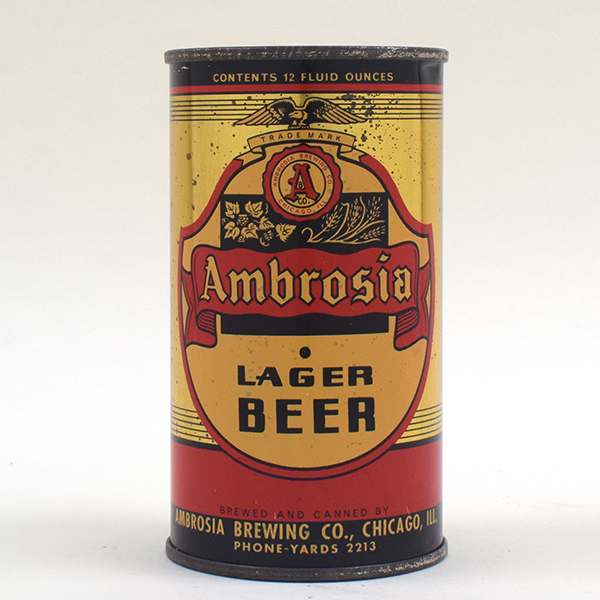 CONTENTS 12 FLUID OUNCES
TRADE MARK
AMBROSIA BREWING CO.
A
CO.
CHICAGO, ILL.
Ambrosia
LAGER
BEER
BREWED AND CANNED BY
AMBROSIA BREWING CO., CHICAGO, ILL.
PHONE-YARDS 2213